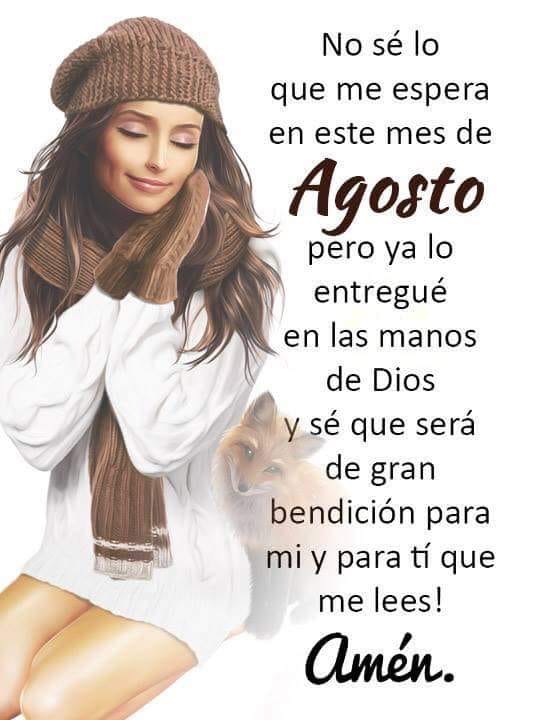 No sé lo
que me espera
en este mes de
Agosto
pero ya lo
entregué
en las manos
de Dios
y sé que será
de gran
bendición para
mi y para tí que
me lees!
Amén.